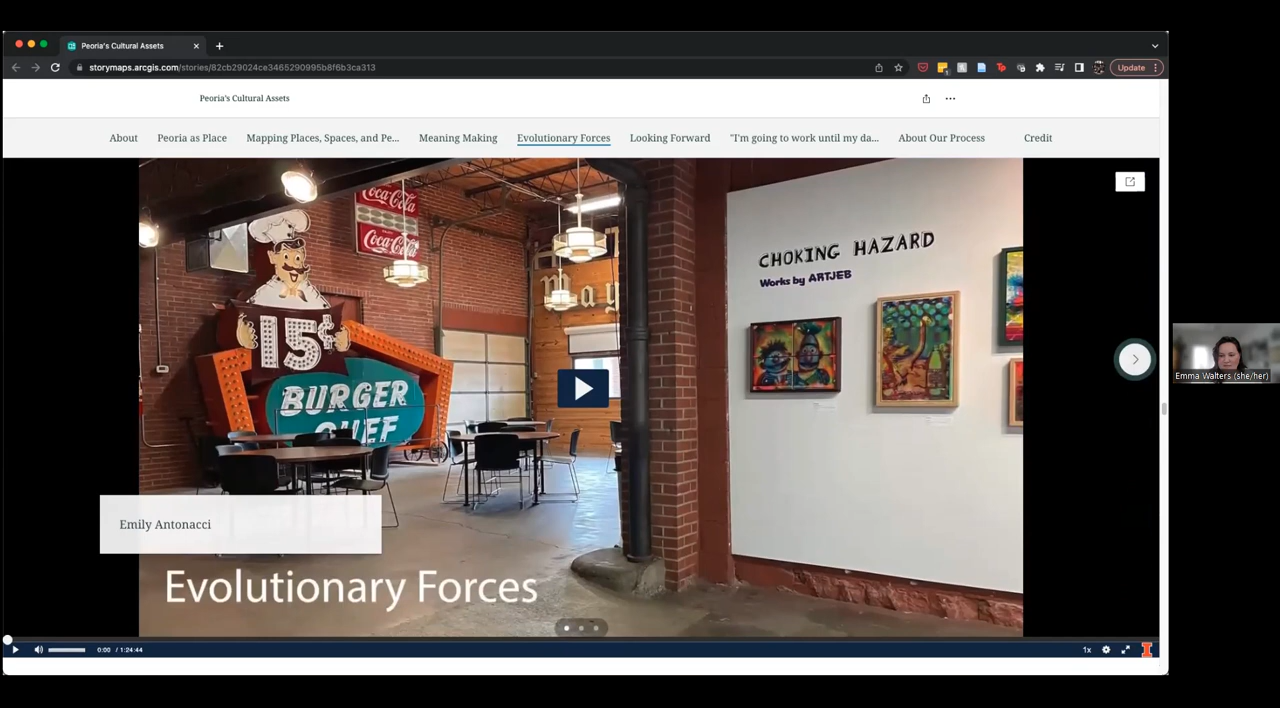 Peoria's Cultural Assets
storymaps.arcgis.com/stories/82cb29024ce3465290995b8f6b3ca313
Update
Peoria's Cultural Assets
About
Peoria as Place
Mapping Places, Spaces, and Pe...
Meaning Making
Evolutionary Forces
Looking Forward
"I'm going to work until my da...
About Our Process
Credit
Coca-Cola
Coca-Cola
15¢
BURGER
CHEF
May
CHOKING HAZARD
Works by ARTJEB
Emily Antonacci
Evolutionary Forces
0:00 / 1:24:44
1x
Emma Walters (she/her)